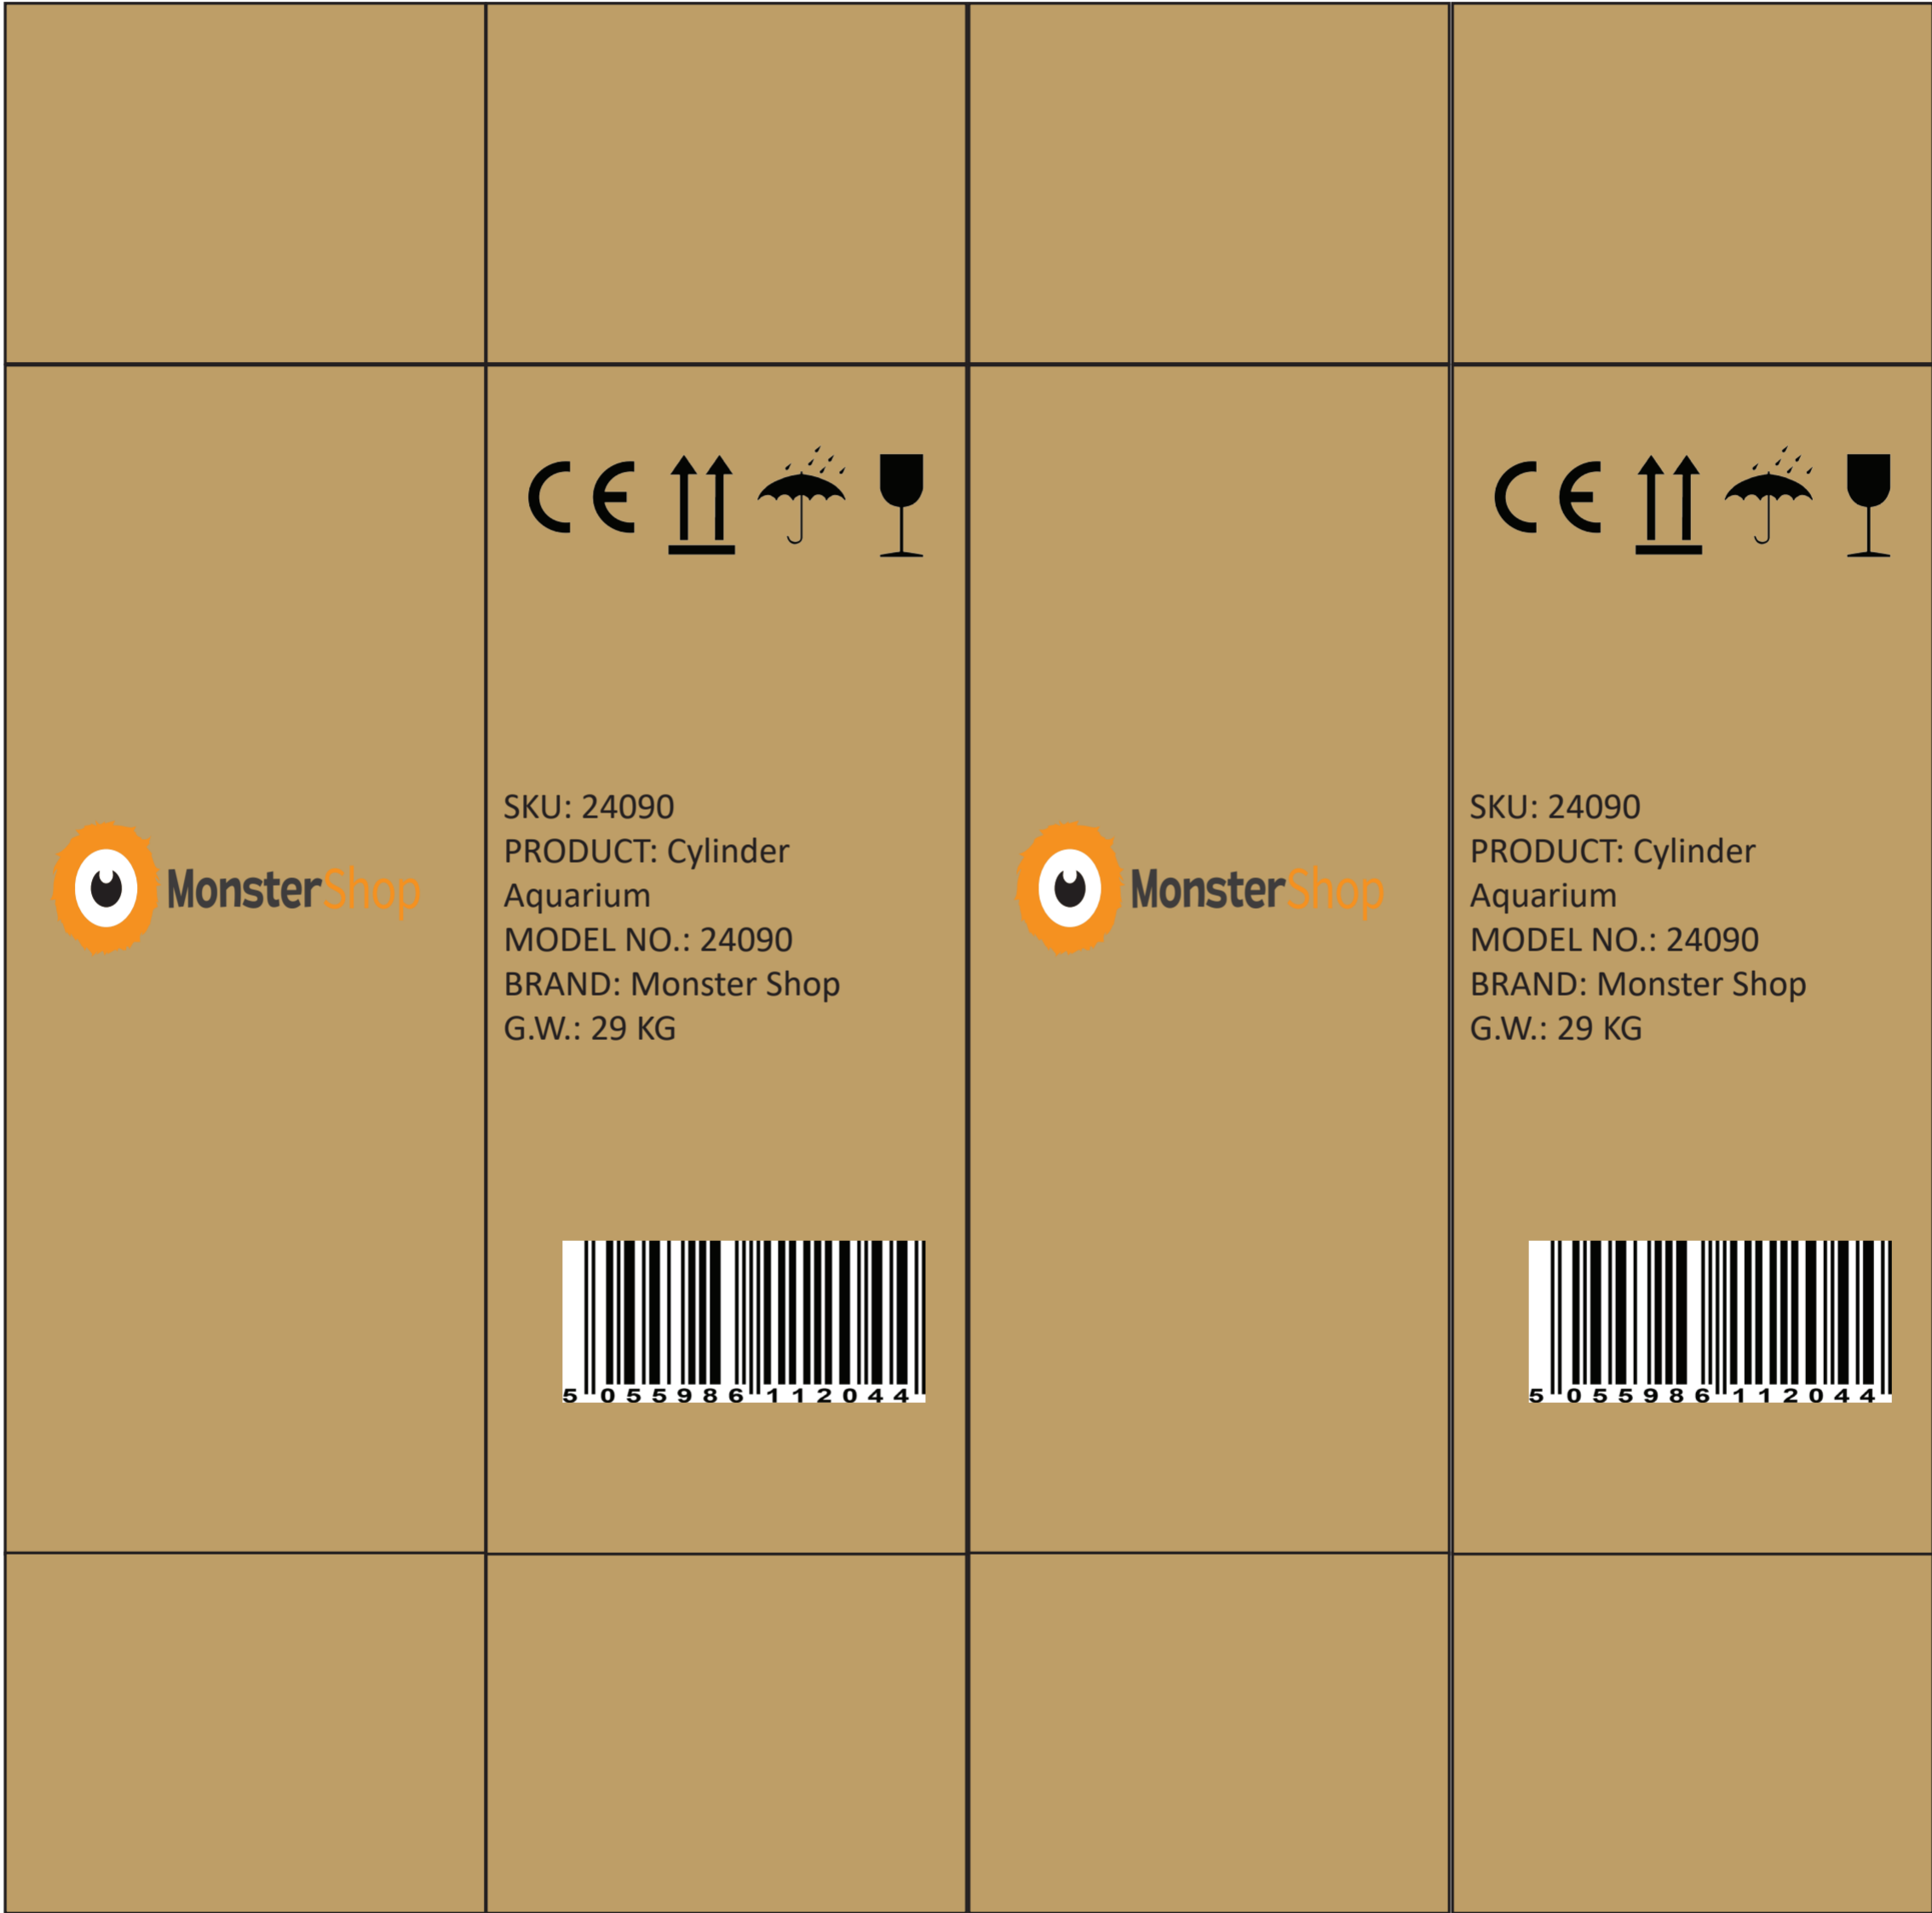 CE
SKU: 24090
PRODUCT: Cylinder
Aquarium
MODEL NO.: 24090
BRAND: Monster Shop
G.W.: 29 KG
MonsterShop
5 055986 112044
CE
SKU: 24090
PRODUCT: Cylinder
Aquarium
MODEL NO.: 24090
BRAND: Monster Shop
G.W.: 29 KG
MonsterShop
5 055986 112044